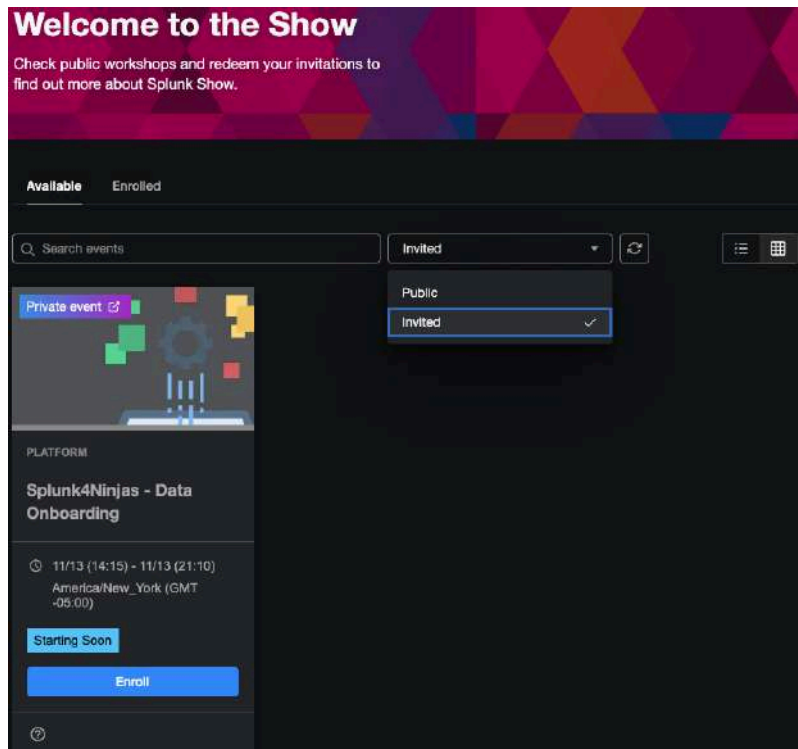 Welcome to the Show
Check public workshops and redeem your invitations to
find out more about Splunk Show.
Available Enrolled
Search events
Invited
Public
Invited
Private event
PLATFORM
Splunk4Ninjas - Data
Onboarding
11/13 (14:15) - 11/13 (21:10)
America/New_York (GMT
-05:00)
Starting Soon
Enroll